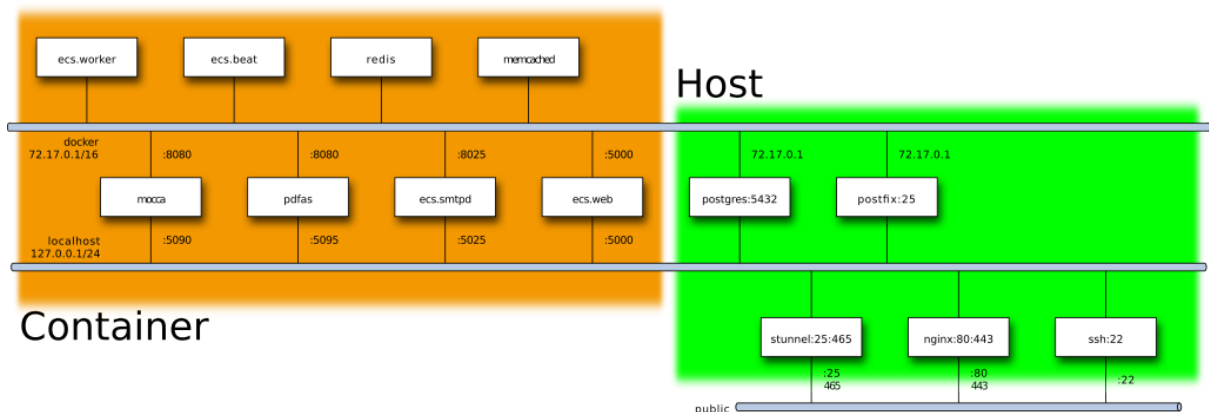 ecs.worker
ecs.beat
redis
memcached
Host
docker
72.17.0.1/16
:8080
:8080
:8025
:5000
72.17.0.1
72.17.0.1
mocca
pdfas
ecs.smtpd
ecs.web
postgres:5432
postfix:25
localhost
127.0.0.1/24
:5090
:5095
:5025
:5000
Container
stunnel:25:465
nginx:80:443
ssh:22
:25
465
:80
443
:22
public